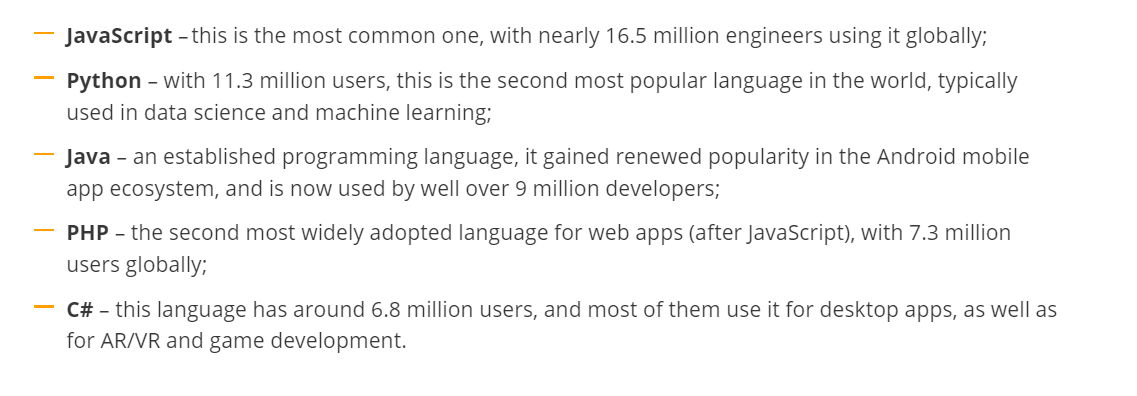 JavaScript – this is the most common one, with nearly 16.5 million engineers using it globally;
Python – with 11.3 million users, this is the second most popular language in the world, typically
used in data science and machine learning;
Java – an established programming language, it gained renewed popularity in the Android mobile
app ecosystem, and is now used by well over 9 million developers;
PHP – the second most widely adopted language for web apps (after JavaScript), with 7.3 million
users globally;
C# – this language has around 6.8 million users, and most of them use it for desktop apps, as well as
for AR/VR and game development.